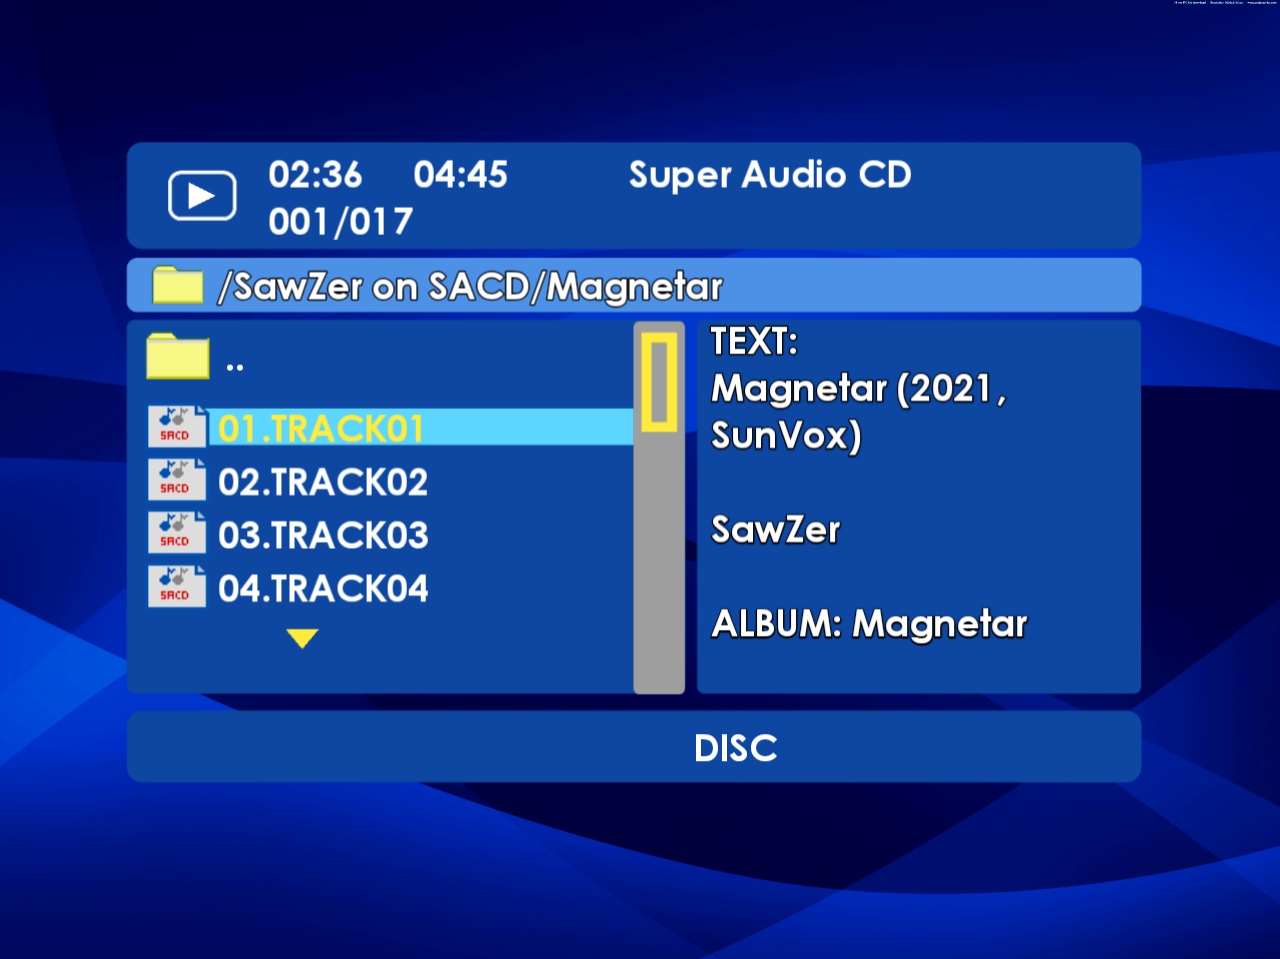 02:36 04:45 Super Audio CD
001/017
/SawZer on SACD/Magnetar
..
SACD 01.TRACK01
SACD 02.TRACK02
SACD 03.TRACK03
SACD 04.TRACK04
TEXT:
Magnetar (2021,
SunVox)
SawZer
ALBUM: Magnetar
DISC